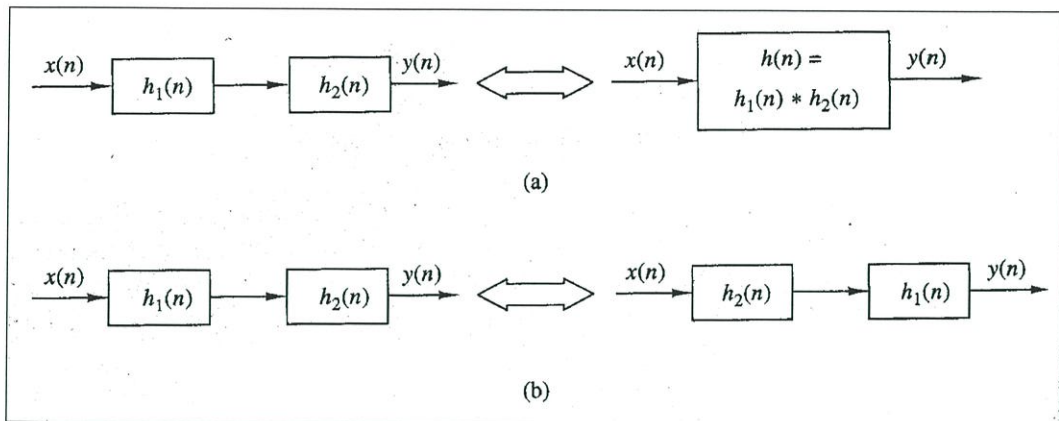 x(n) h₁(n) h₂(n) y(n) x(n) h(n) = h₁(n) * h₂(n) y(n)
(a)
x(n) h₁(n) h₂(n) y(n) x(n) h₂(n) h₁(n) y(n)
(b)